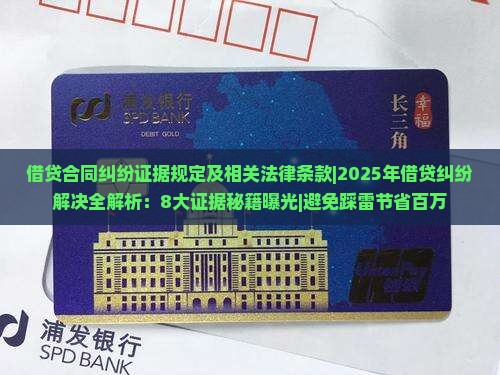 浦发银行
SPD BANK
DEBIT GOLD
长三角
幸福
借贷合同纠纷证据规定及相关法律条款|2025年借贷纠纷
解决全解析：8大证据秘籍曝光|避免踩雷节省百万
UnionPay
银联
浦发银行
SPD BANK